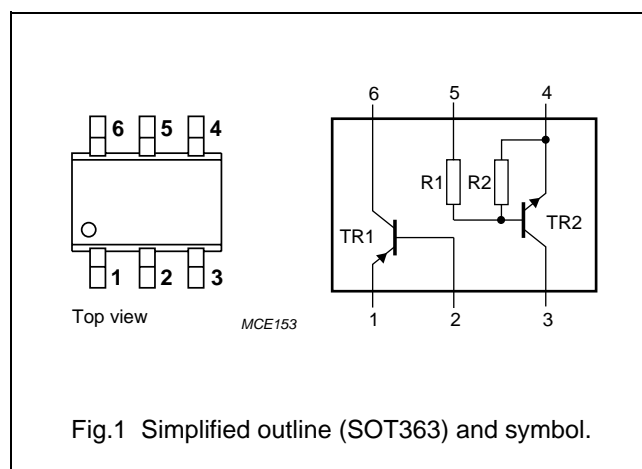 6 5 4
6 5 4
R1 R2
TR1 TR2
1 2 3
1 2 3
Top view
MCE153
Fig.1 Simplified outline (SOT363) and symbol.